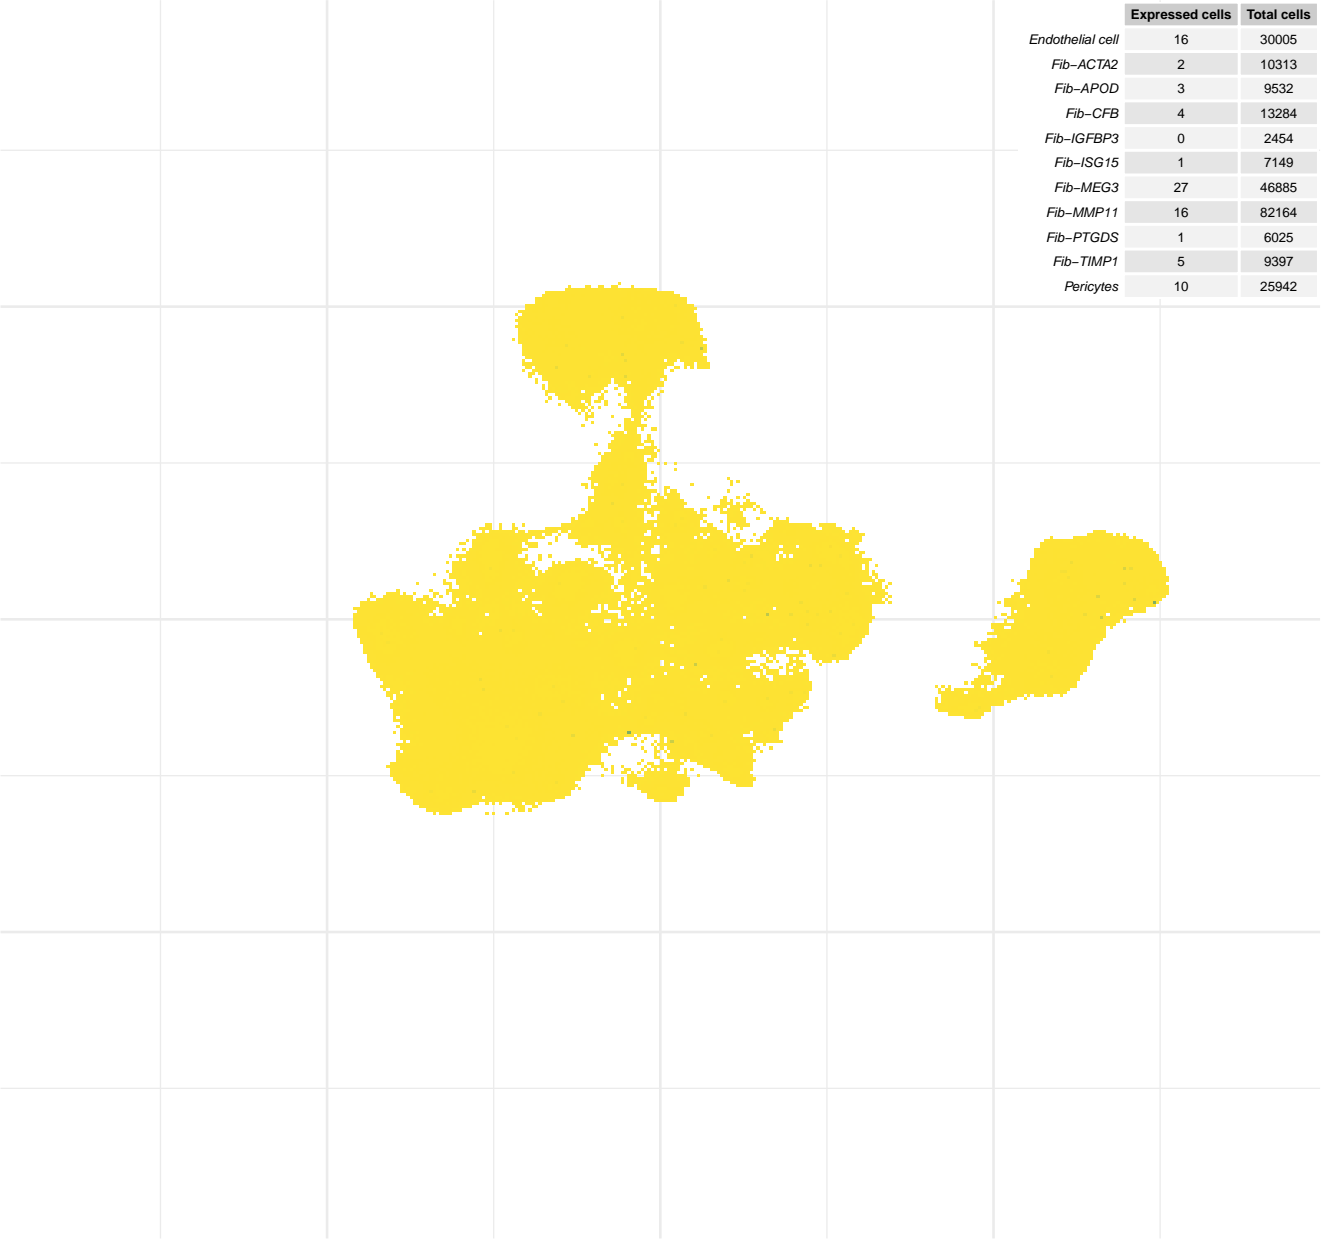 Expressed cells Total cells
Endothelial cell 16 30005
Fib−ACTA2 2 10313
Fib−APOD 3 9532
Fib−CFB 4 13284
Fib−IGFBP3 0 2454
Fib−ISG15 1 7149
Fib−MEG3 27 46885
Fib−MMP11 16 82164
Fib−PTGDS 1 6025
Fib−TIMP1 5 9397
Pericytes 10 25942